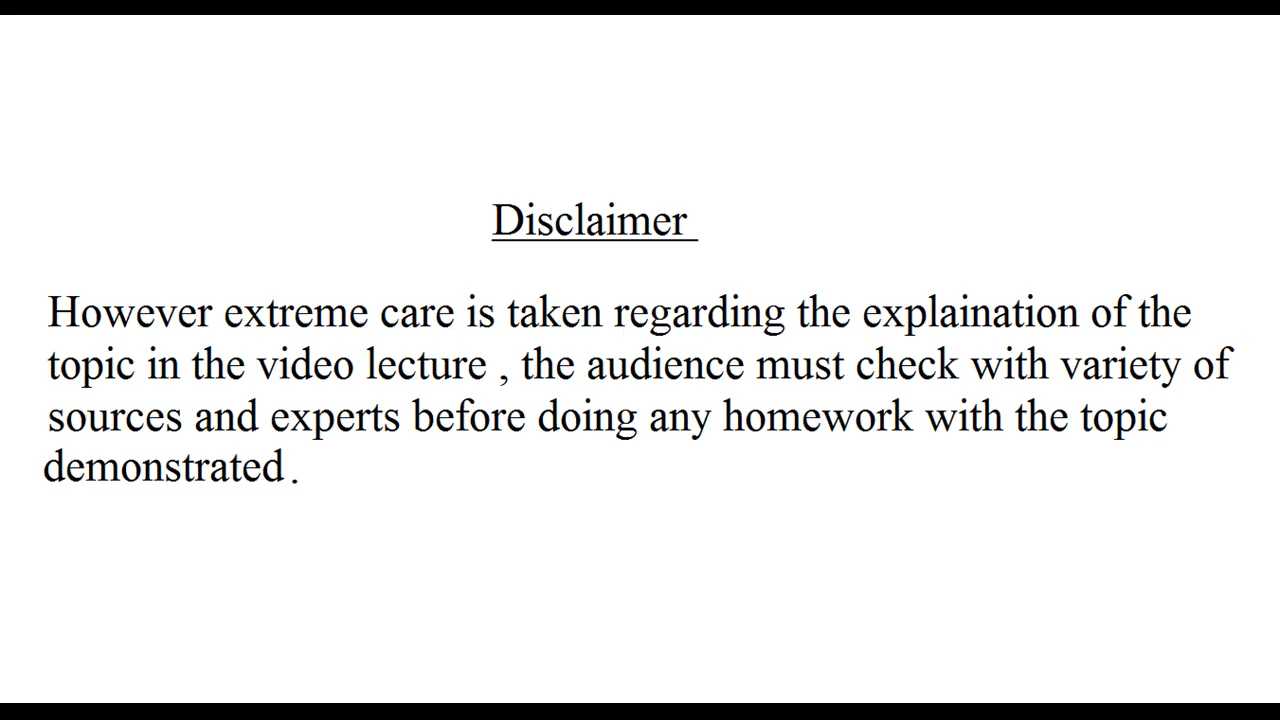 Disclaimer
However extreme care is taken regarding the explaination of the
topic in the video lecture , the audience must check with variety of
sources and experts before doing any homework with the topic
demonstrated .